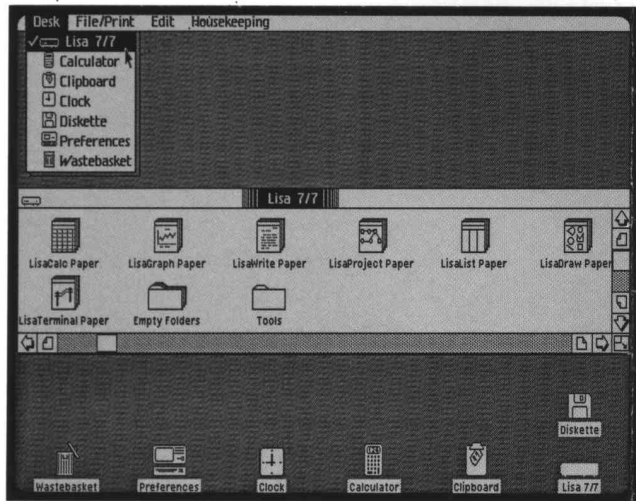 Desk File/Print Edit Housekeeping
Lisa 7/7
Calculator
Clipboard
Clock
Diskette
Preferences
Wastebasket
Lisa 7/7
LisaCalc Paper LisaGraph Paper LisaWrite Paper LisaProject Paper LisaList Paper LisaDraw Paper
LisaTerminal Paper Empty Folders Tools
Diskette
Wastebasket Preferences Clock Calculator Clipboard Lisa 7/7